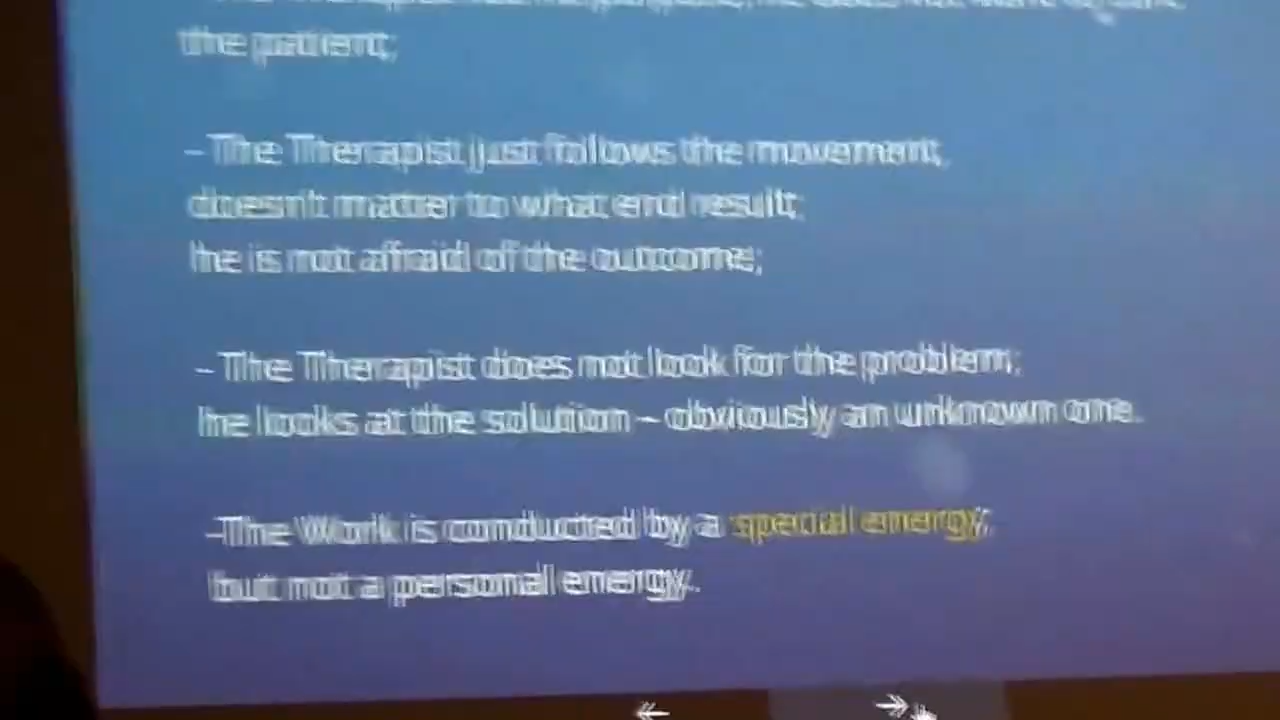 the patient;
– The Therapist just follows the movement,
doesn't matter to what end result;
he is not afraid of the outcome;
– The Therapist does not look for the problem;
he looks at the solution – obviously an unknown one.
-The Work is conducted by a special energy;
but not a personal energy.